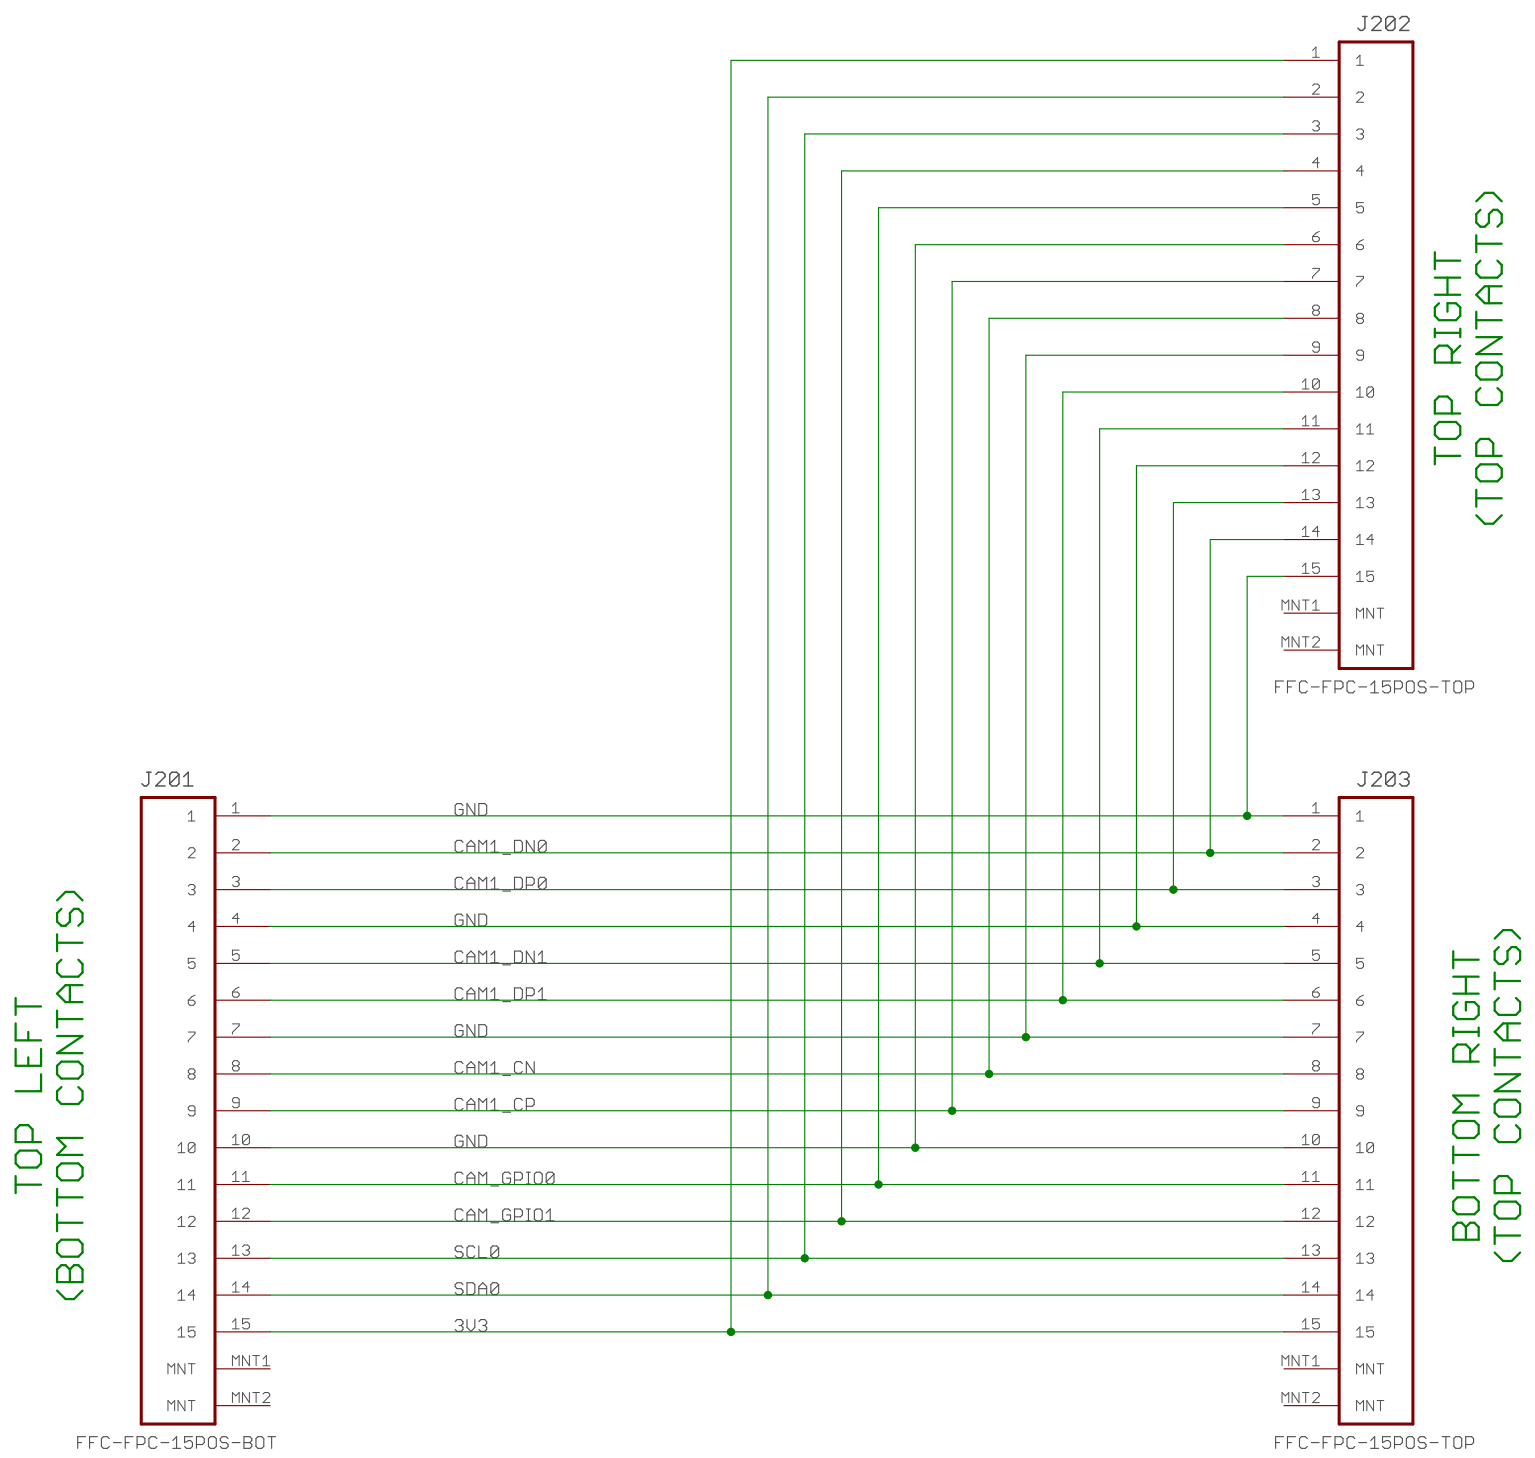 J202
1 1
2 2
3 3
4 4
5 5
6 6
7 7
8 8
9 9
10 10
11 11
12 12
13 13
14 14
15 15
MNT1 MNT
MNT2 MNT
FFC-FPC-15POS-TOP
TOP RIGHT
(TOP CONTACTS)
J201
1 1 GND
2 2 CAM1_DN0
3 3 CAM1_DP0
4 4 GND
5 5 CAM1_DN1
6 6 CAM1_DP1
7 7 GND
8 8 CAM1_CN
9 9 CAM1_CP
10 10 GND
11 11 CAM_GPIO0
12 12 CAM_GPIO1
13 13 SCL0
14 14 SDA0
15 15 3V3
MNT MNT1
MNT MNT2
FFC-FPC-15POS-BOT
TOP LEFT
(BOTTOM CONTACTS)
J203
1 1
2 2
3 3
4 4
5 5
6 6
7 7
8 8
9 9
10 10
11 11
12 12
13 13
14 14
15 15
MNT1 MNT
MNT2 MNT
FFC-FPC-15POS-TOP
BOTTOM RIGHT
(TOP CONTACTS)